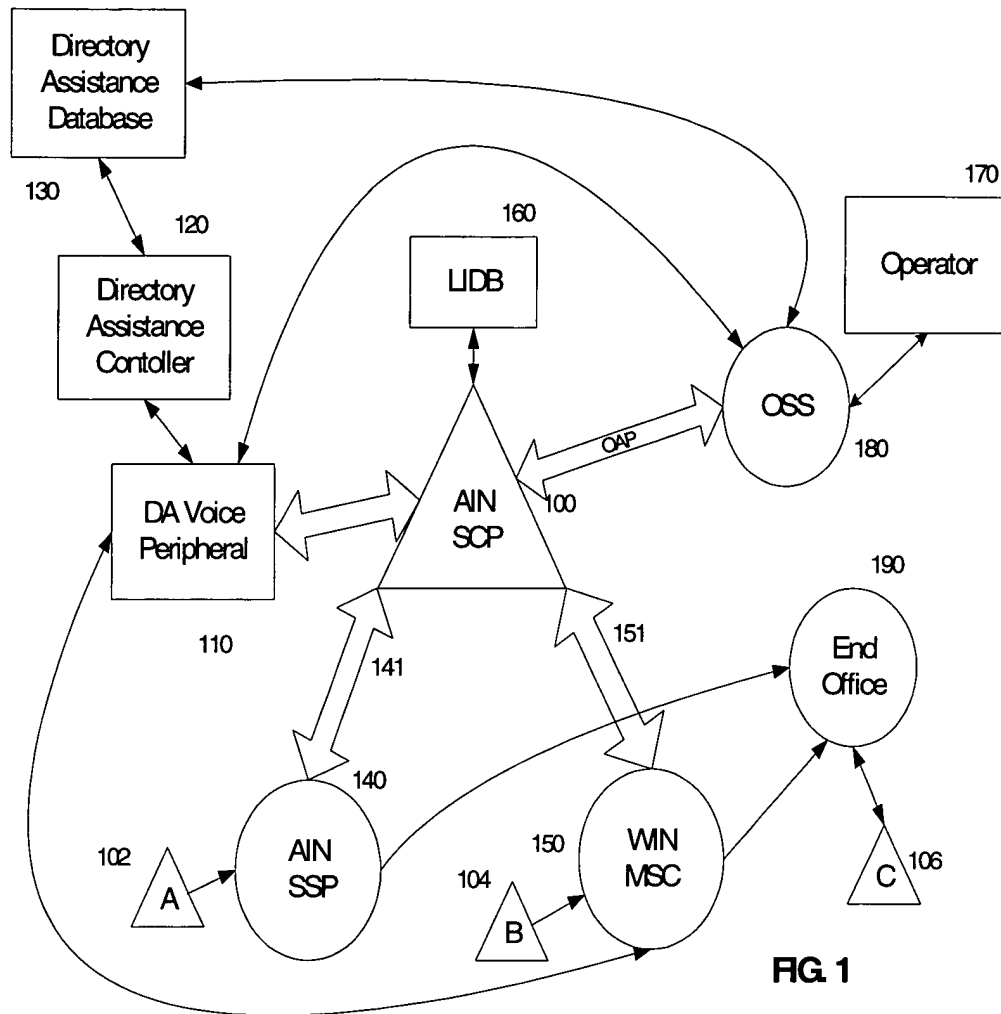 Directory
Assistance
Database
130
120
170
160
Directory
Assistance
Contoller
LIDB
Operator
OSS
180
OAP
DA Voice
Peripheral
AIN
SCP
100
110
141
151
190
End
Office
140
102
A
AIN
SSP
150
104
B
WIN
MSC
C
106
FIG. 1